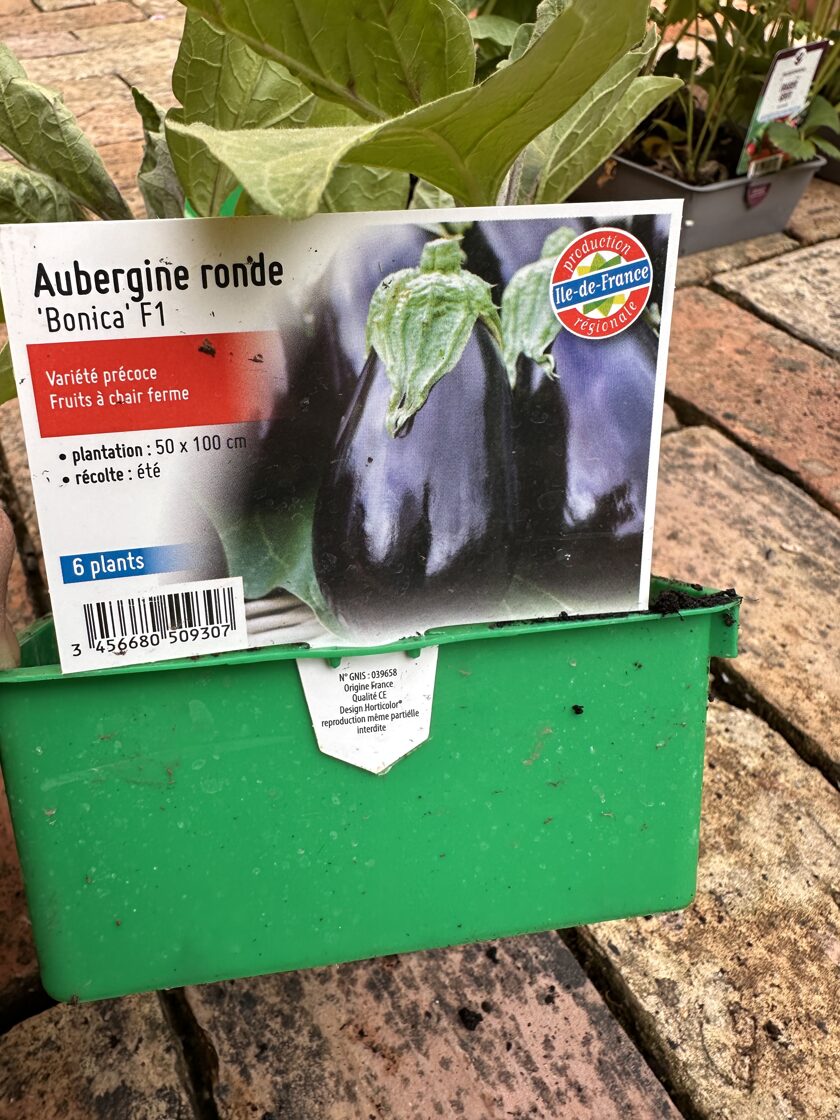 Aubergine ronde
'Bonica' F1
production
Ile-de-France
régionale
Variété précoce
Fruits à chair ferme
• plantation : 50 x 100 cm
• récolte : été
6 plants
3 456680 509307
N° GNIS : 039658
Origine France
Qualité CE
Design Horticolor®
reproduction même partielle
interdite